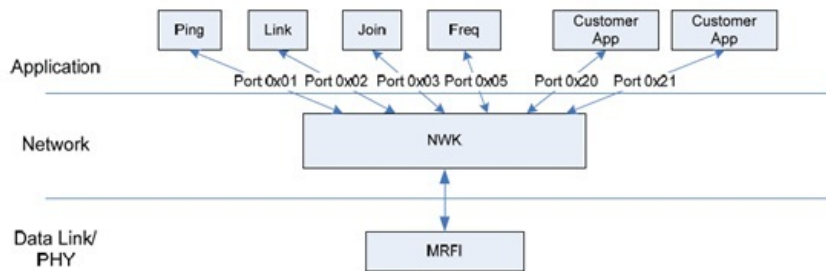 Ping
Link
Join
Freq
Customer
App
Customer
App
Application
Port 0x01
Port 0x02
Port 0x03
Port 0x05
Port 0x20
Port 0x21
Network
NWK
Data Link/
PHY
MRFI